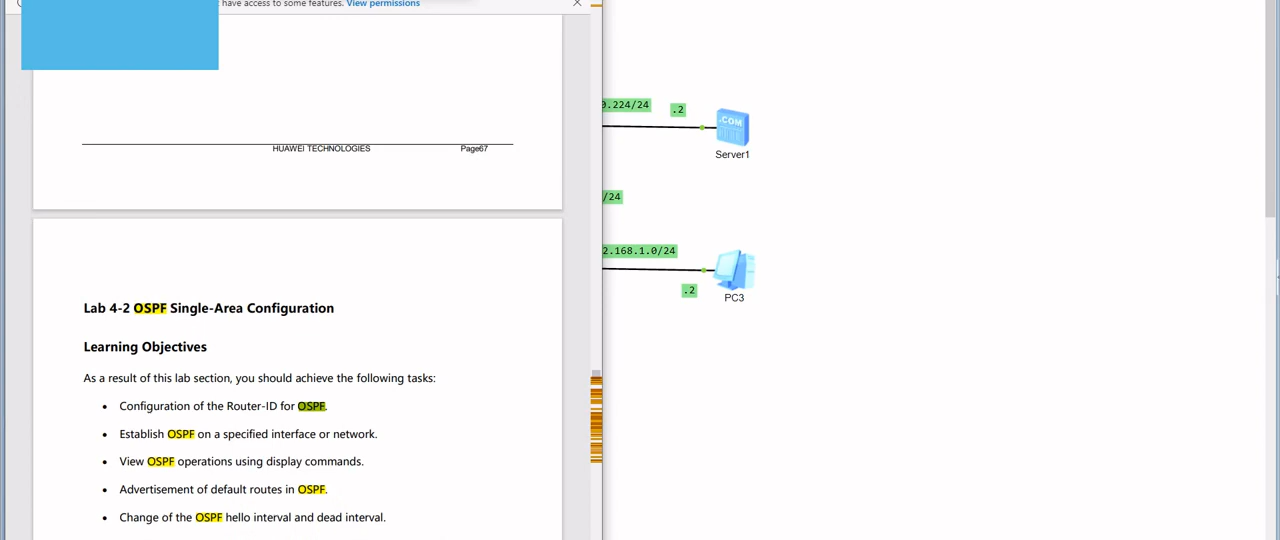 have access to some features. View permissions
HUAWEI TECHNOLOGIES Page67
Lab 4-2 OSPF Single-Area Configuration
Learning Objectives
As a result of this lab section, you should achieve the following tasks:
• Configuration of the Router-ID for OSPF.
• Establish OSPF on a specified interface or network.
• View OSPF operations using display commands.
• Advertisement of default routes in OSPF.
• Change of the OSPF hello interval and dead interval.
0.224/24 .2
.COM
Server1
/24
2.168.1.0/24
.2
PC3